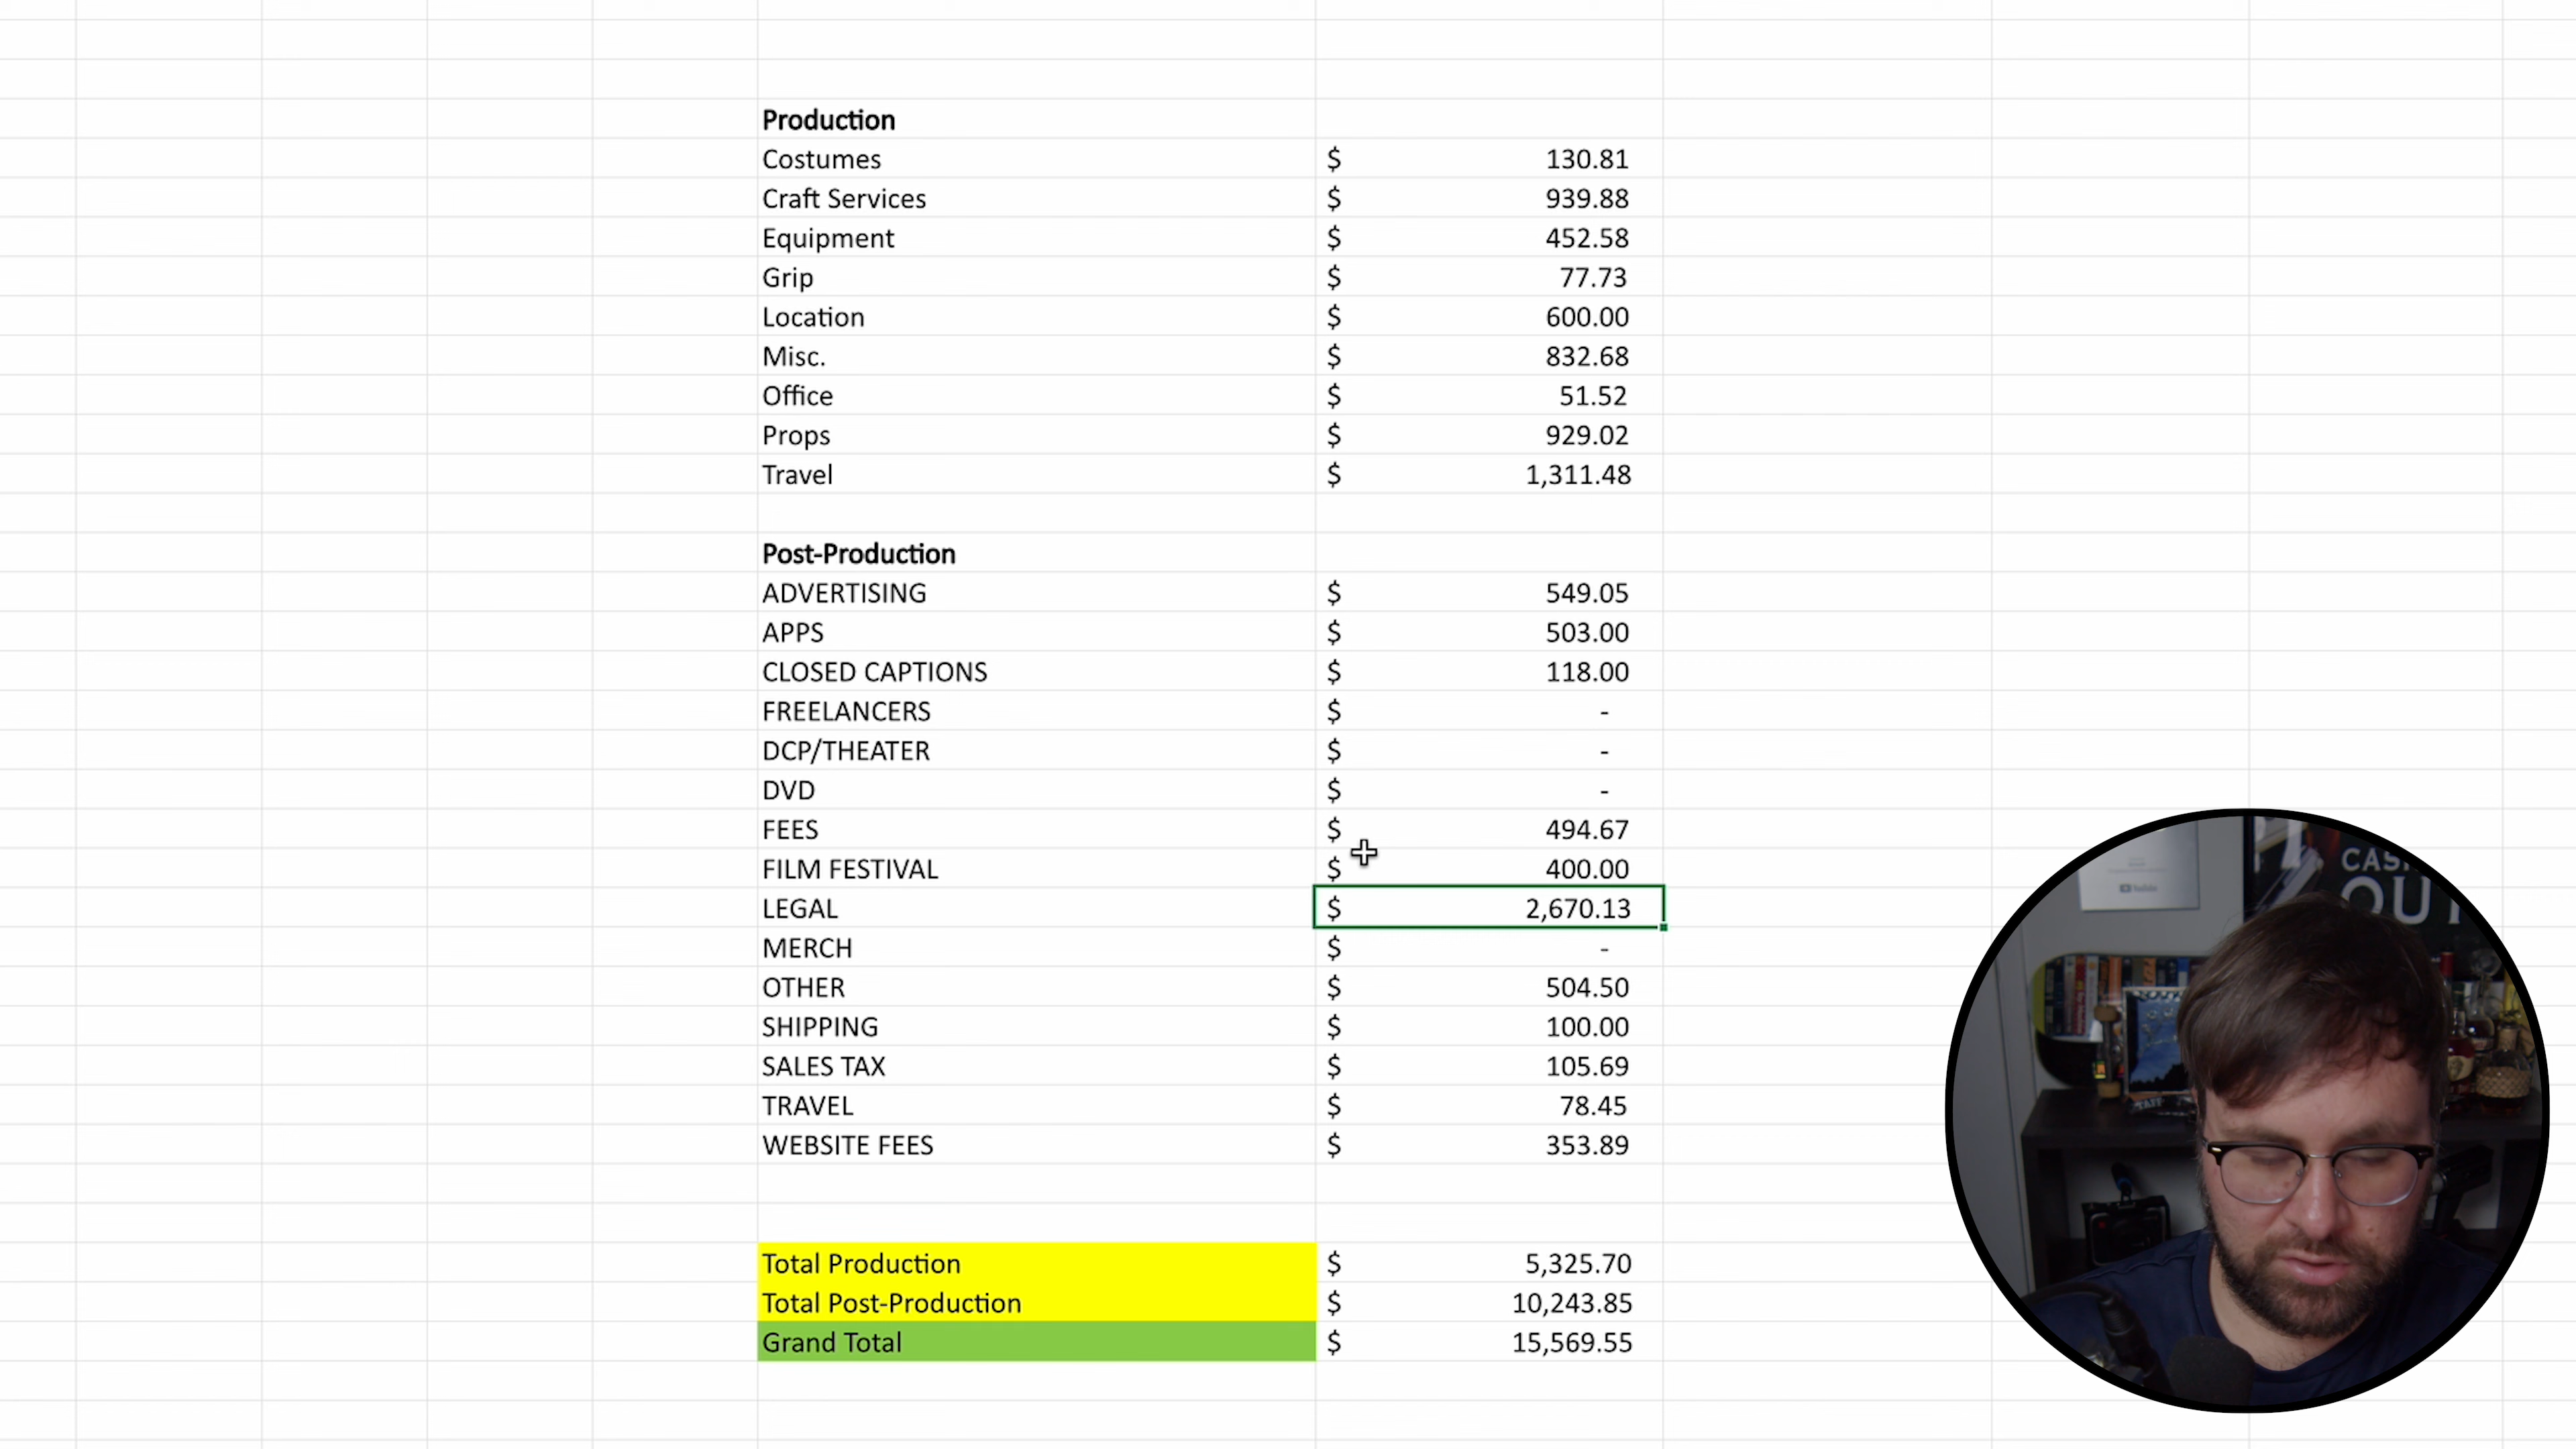 Production
Costumes $ 130.81
Craft Services $ 939.88
Equipment $ 452.58
Grip $ 77.73
Location $ 600.00
Misc. $ 832.68
Office $ 51.52
Props $ 929.02
Travel $ 1,311.48
Post-Production
ADVERTISING $ 549.05
APPS $ 503.00
CLOSED CAPTIONS $ 118.00
FREELANCERS $ -
DCP/THEATER $ -
DVD $ -
FEES $ 494.67
FILM FESTIVAL $ 400.00
LEGAL $ 2,670.13
MERCH $ -
OTHER $ 504.50
SHIPPING $ 100.00
SALES TAX $ 105.69
TRAVEL $ 78.45
WEBSITE FEES $ 353.89
Total Production $ 5,325.70
Total Post-Production $ 10,243.85
Grand Total $ 15,569.55